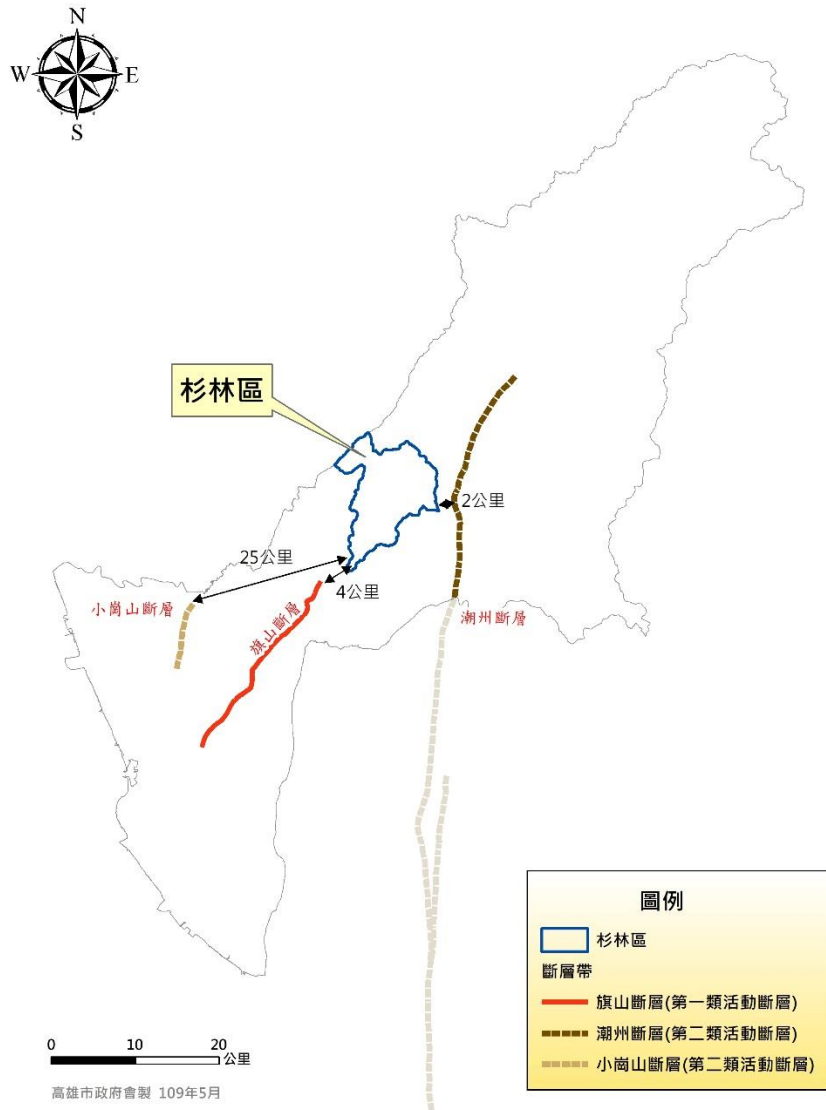 N
W
E
S
杉林區
2公里
25公里
4公里
小崗山斷層
旗山斷層
潮州斷層
圖例
杉林區
斷層帶
旗山斷層(第一類活動斷層)
潮州斷層(第二類活動斷層)
小崗山斷層(第二類活動斷層)
0 10 20
公里
高雄市政府會製 109年5月